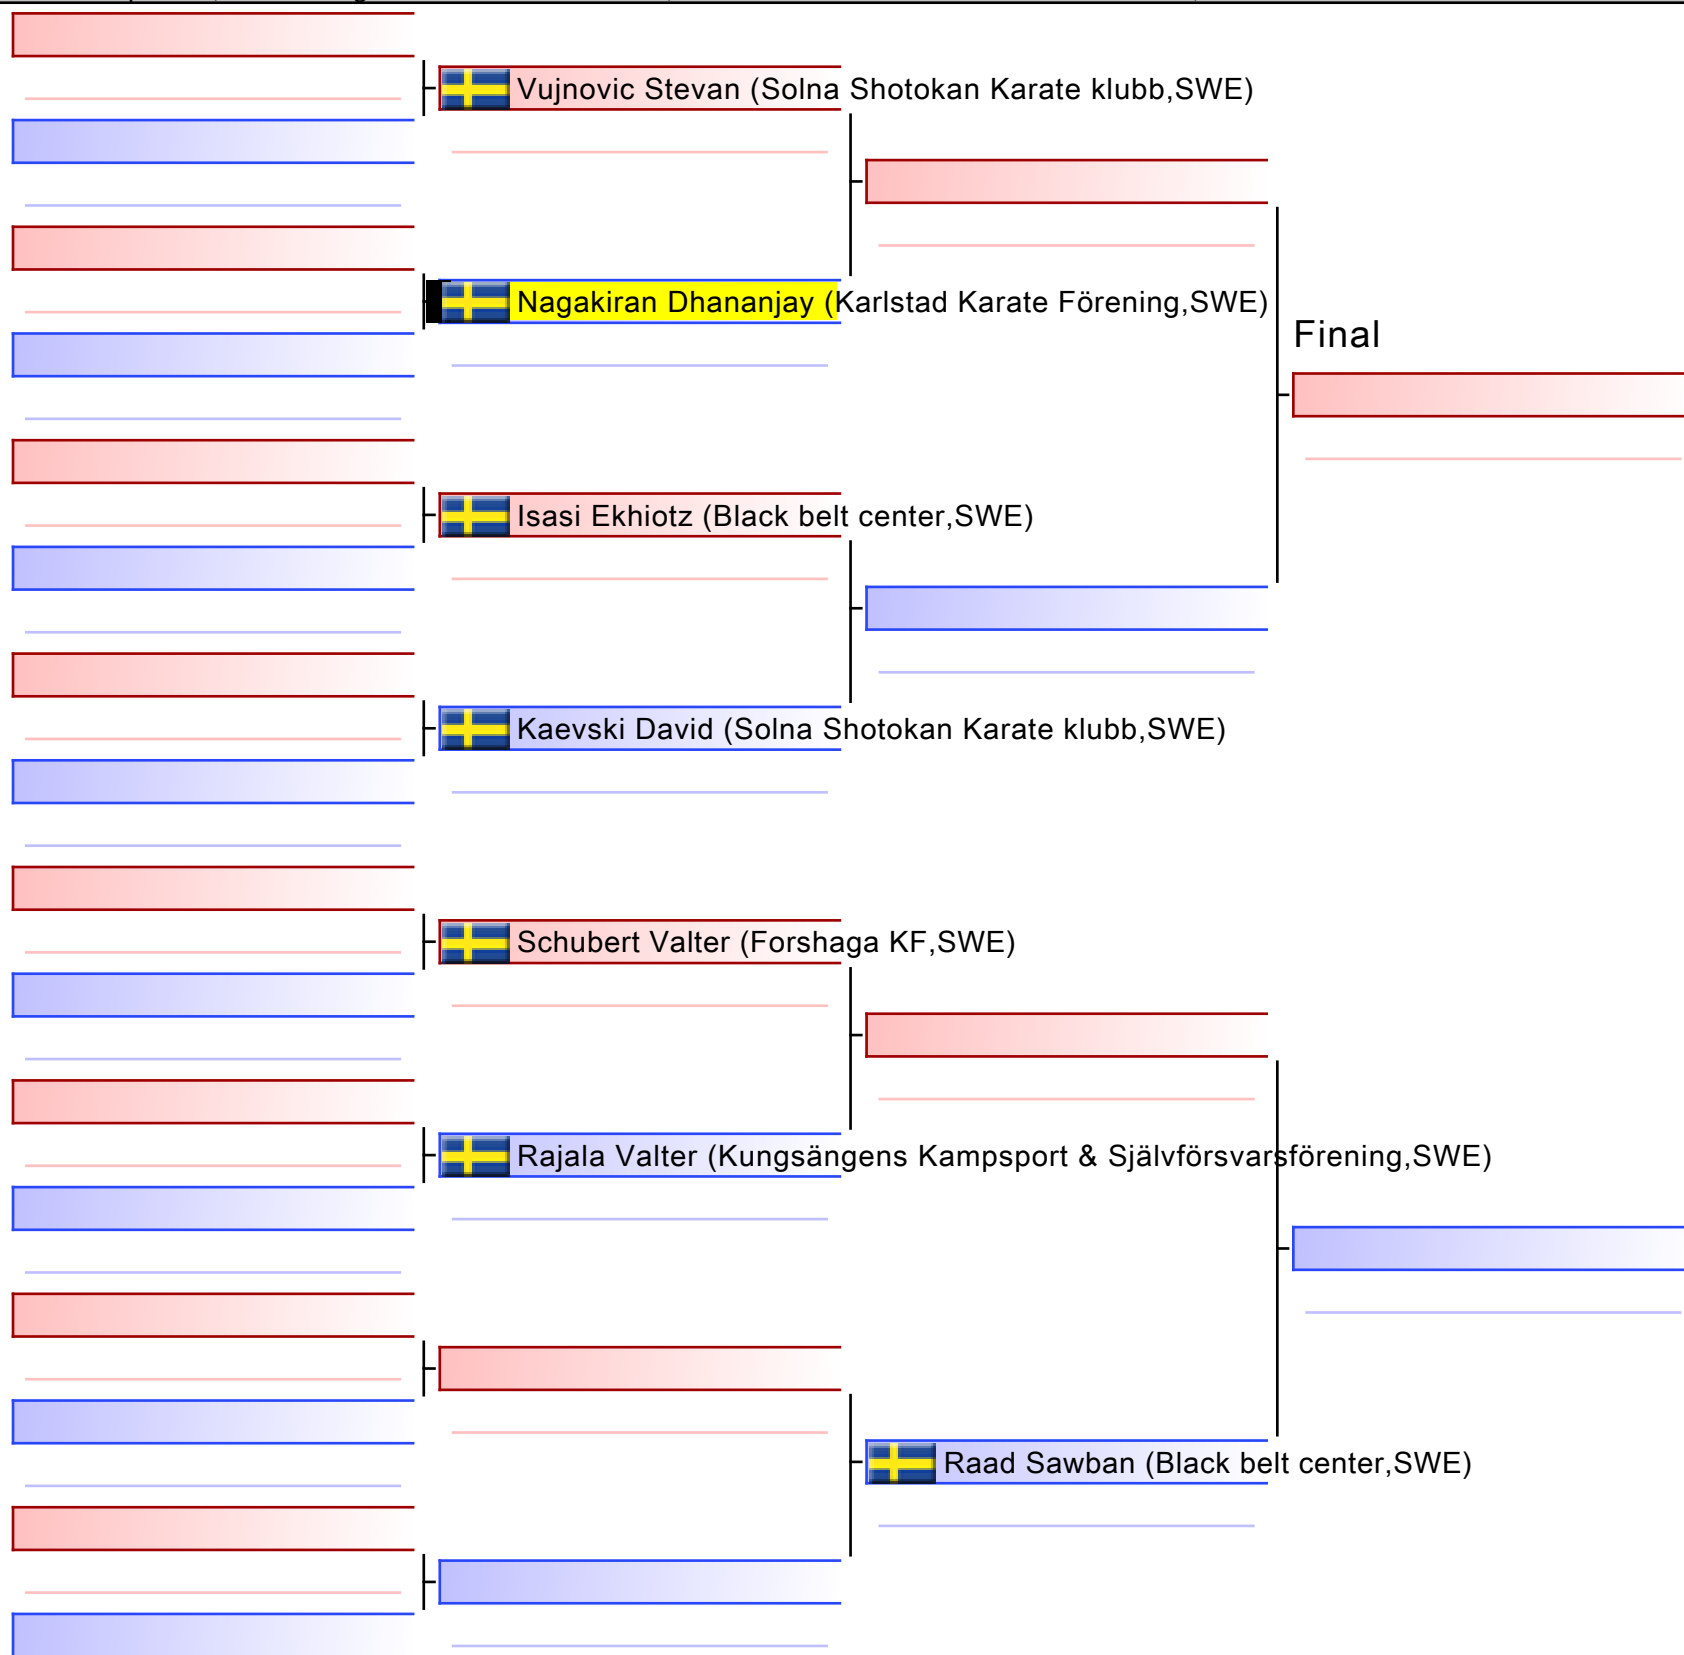 Vujnovic Stevan (Solna Shotokan Karate klubb,SWE)
Nagakiran Dhananjay (Karlstad Karate Förening,SWE)
Final
Isasi Ekhiotz (Black belt center,SWE)
Kaevski David (Solna Shotokan Karate klubb,SWE)
Schubert Valter (Forshaga KF,SWE)
Rajala Valter (Kungsängens Kampsport & Självförsvarsförening,SWE)
Raad Sawban (Black belt center,SWE)